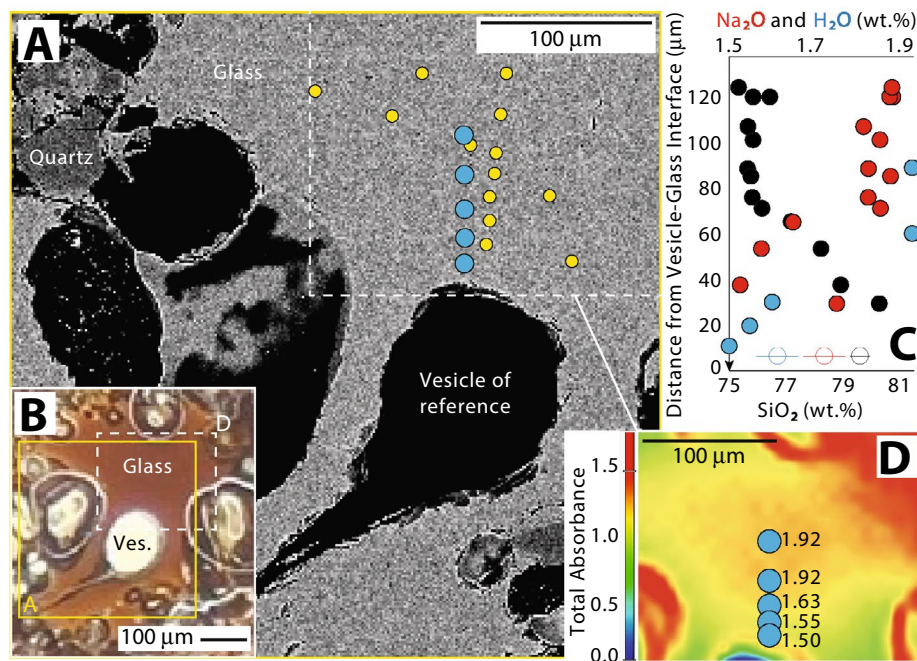 A
100 µm
Glass
Quartz
Vesicle of
reference
B
D
Glass
Ves.
A
100 µm
Na₂O and H₂O (wt.%)
1.5 1.7 1.9
Distance from Vesicle-Glass Interface (µm)
120
100
80
60
40
20
0
C
75 77 79 81
SiO₂ (wt.%)
Total Absorbance
1.5
1.0
0.5
0.0
100 µm
D
1.92
1.92
1.63
1.55
1.50